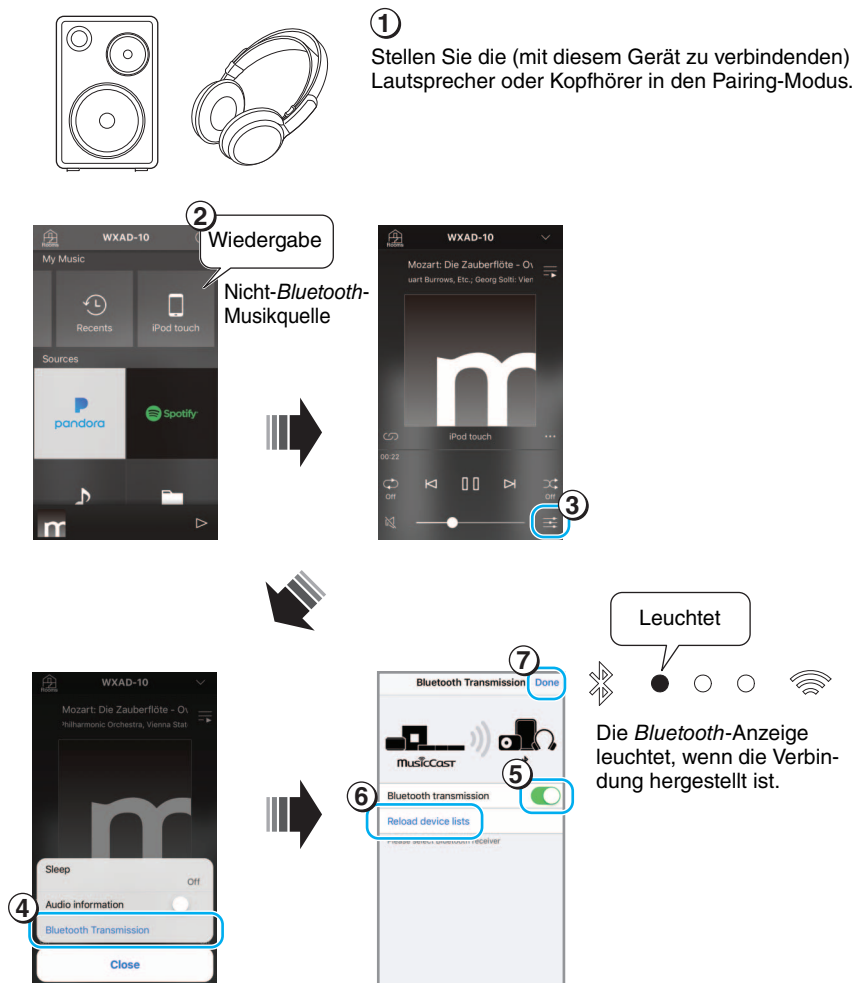 ①
Stellen Sie die (mit diesem Gerät zu verbindenden)
Lautsprecher oder Kopfhörer in den Pairing-Modus.
②
Wiedergabe
Nicht-Bluetooth-
Musikquelle
Rooms
WXAD-10
My Music
Recents
iPod touch
Sources
pandora
Spotify
m
Rooms
WXAD-10
Mozart: Die Zauberflöte - Ov
uart Burrows, Etc.; Georg Solti: Vien
m
iPod touch
00:22
Off
Off
③
Rooms
WXAD-10
Mozart: Die Zauberflöte - Ov
hilharmonic Orchestra, Vienna Stat
m
Sleep
Off
Audio information
④
Bluetooth Transmission
Close
⑦
Bluetooth Transmission
Done
MusicCast
⑤
⑥
Bluetooth transmission
Reload device lists
Please select Bluetooth receiver
Leuchtet
Die Bluetooth-Anzeige
leuchtet, wenn die Verbin-
dung hergestellt ist.